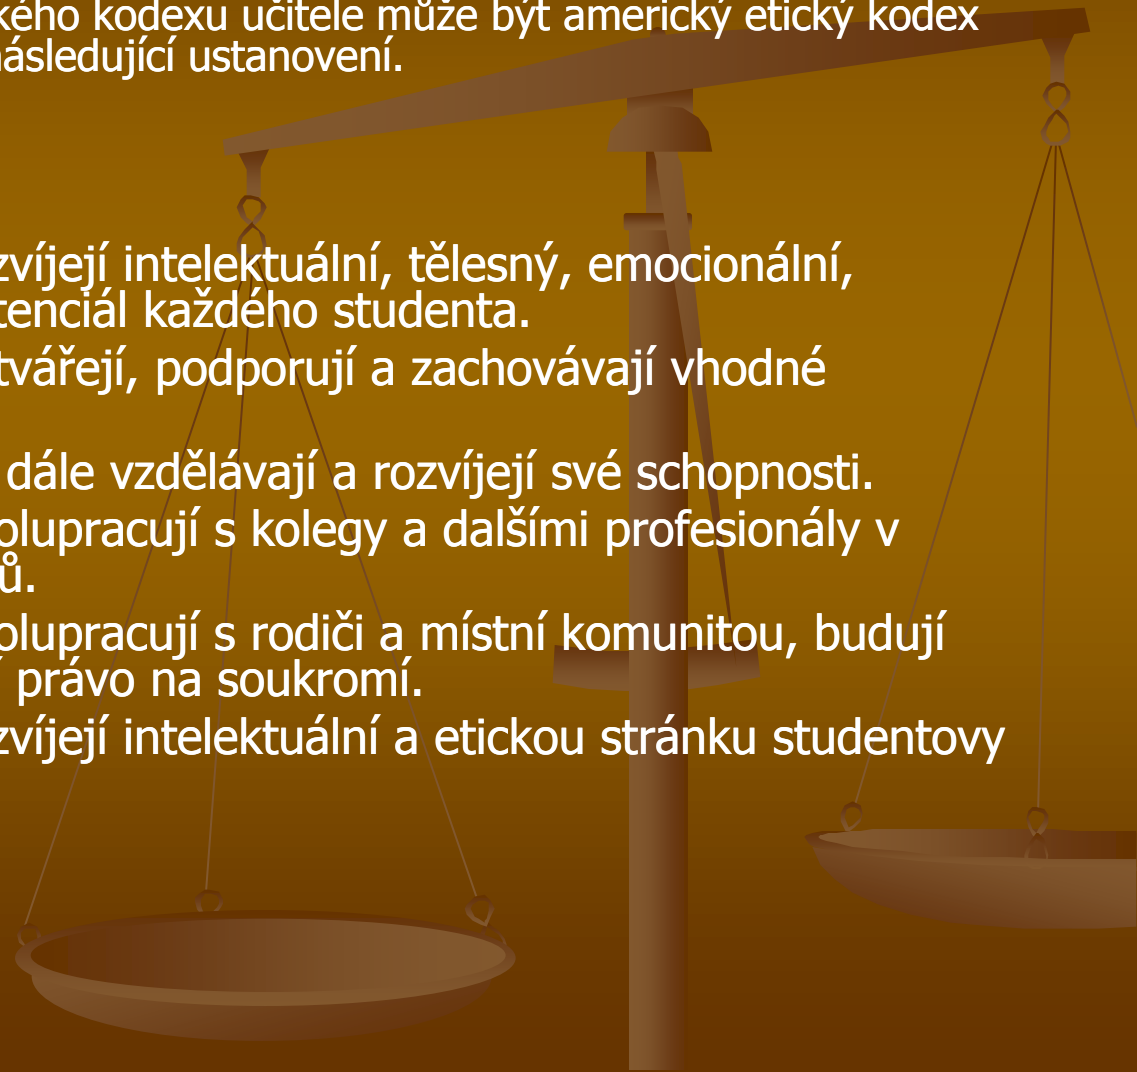 kého kodexu učitele může být americký etický kodex
následující ustanovení.
zvíjejí intelektuální, tělesný, emocionální,
tenciál každého studenta.
tvářejí, podporují a zachovávají vhodné
dále vzdělávají a rozvíjejí své schopnosti.
olupracují s kolegy a dalšími profesionály v
ů.
olupracují s rodiči a místní komunitou, budují
í právo na soukromí.
zvíjejí intelektuální a etickou stránku studentovy